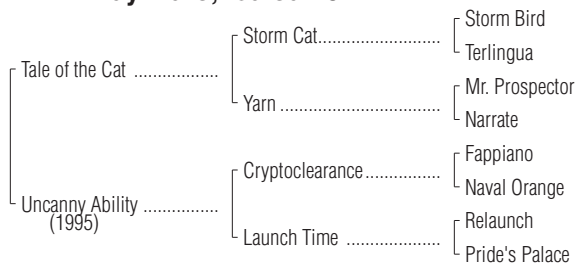 Storm Bird
Storm Cat........................
Terlingua
Tale of the Cat .................
Mr. Prospector
Yarn ................................
Narrate
Fappiano
Cryptoclearance...............
Naval Orange
Uncanny Ability ...............
(1995)
Relaunch
Launch Time ...................
Pride's Palace